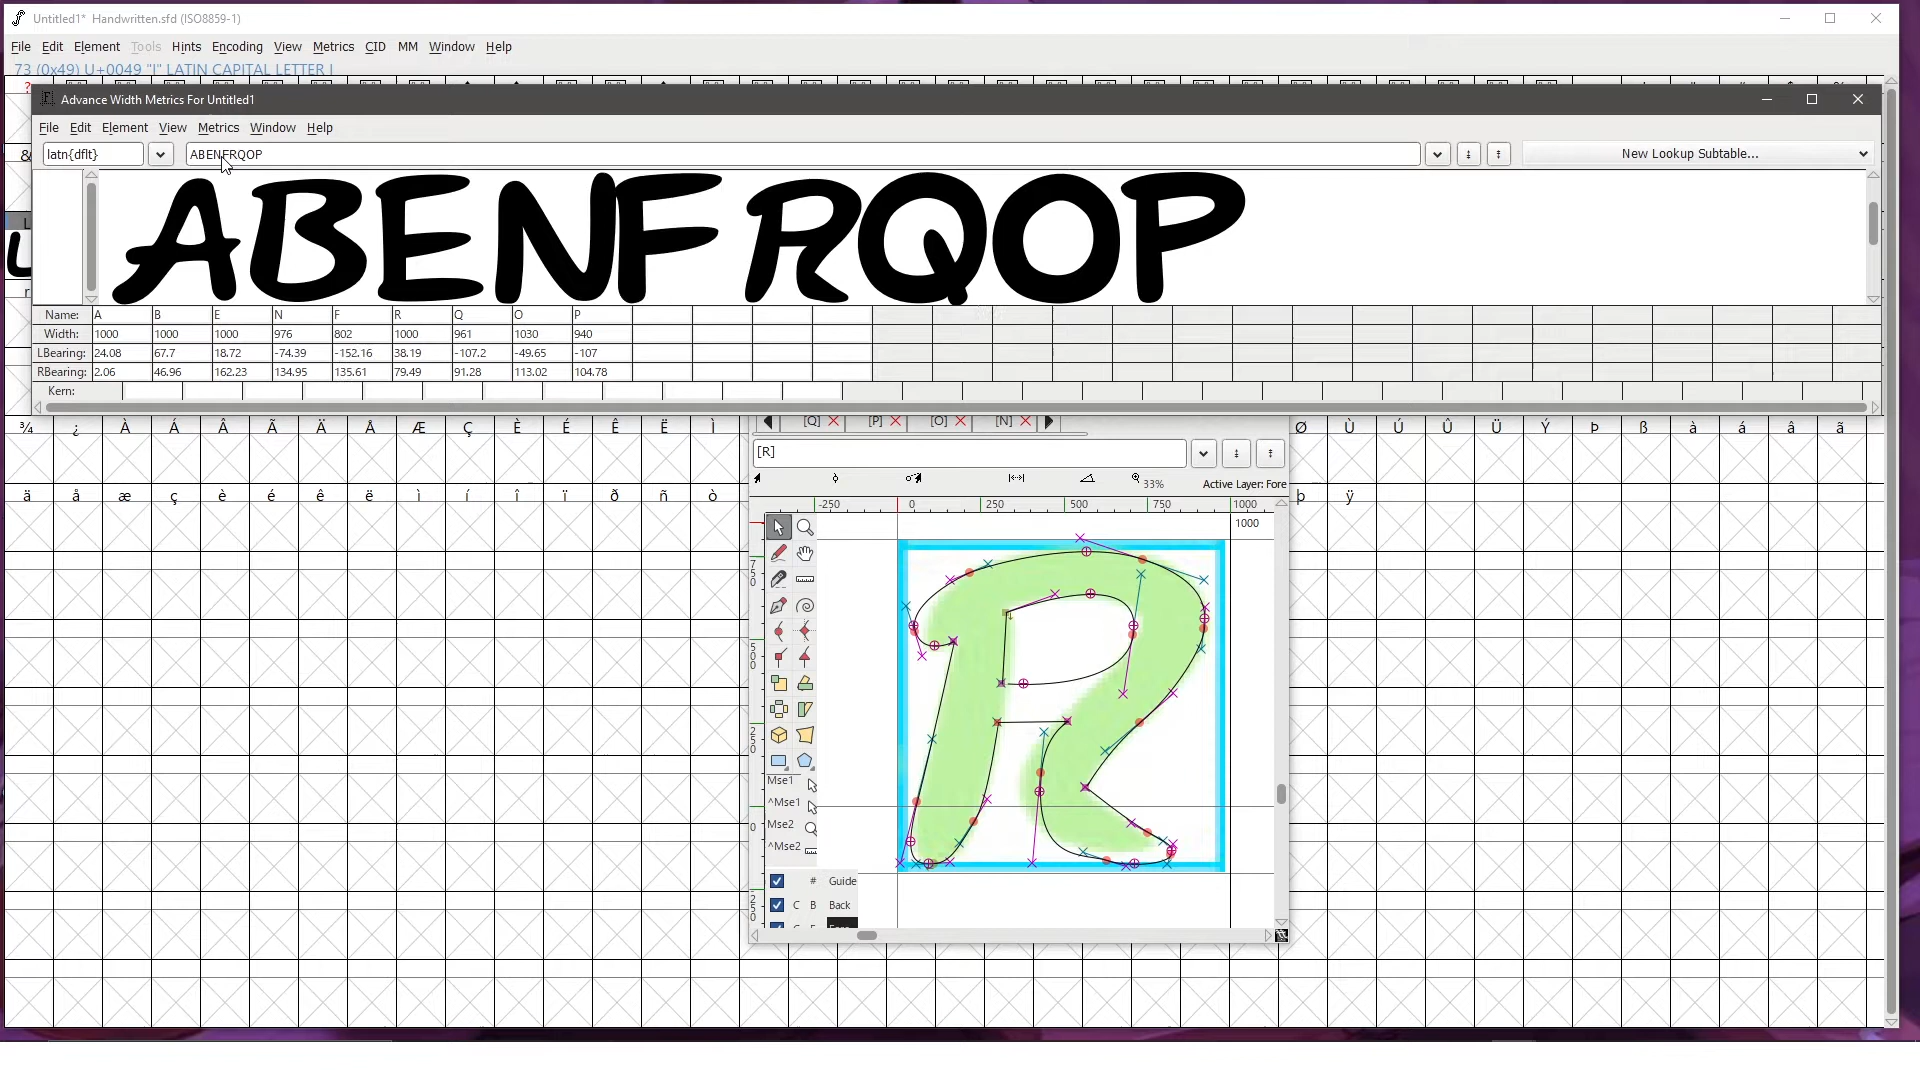 Untitled1* Handwritten.sfd (ISO8859-1)
File Edit Element Tools Hints Encoding View Metrics CID MM Window Help
73 (0x49) U+0049 "I" LATIN CAPITAL LETTER I
Advance Width Metrics For Untitled1
File Edit Element View Metrics Window Help
latn{dflt} ABENFRQOP New Lookup Subtable...
ABENFRQOP
Name: A B E N F R Q O P
Width: 1000 1000 1000 976 802 1000 961 1030 940
LBearing: 24.08 67.7 18.72 -74.39 -152.16 38.19 -107.2 -49.65 -107
RBearing: 2.06 46.96 162.23 134.95 135.61 79.49 91.28 113.02 104.78
Kern:
¾ ¿ À Á Â Ã Ä Å Æ Ç È É Ê Ë Ì [Q] [P] [O] [N] Ø Ù Ú Û Ü Ý Þ ß à á â ã
[R]
33% Active Layer: Fore
ä å æ ç è é ê ë ì í î ï ð ñ ò þ ÿ
-250 0 250 500 750 1000
1000
Mse1
^Mse1
Mse2
^Mse2
# Guide
C B Back